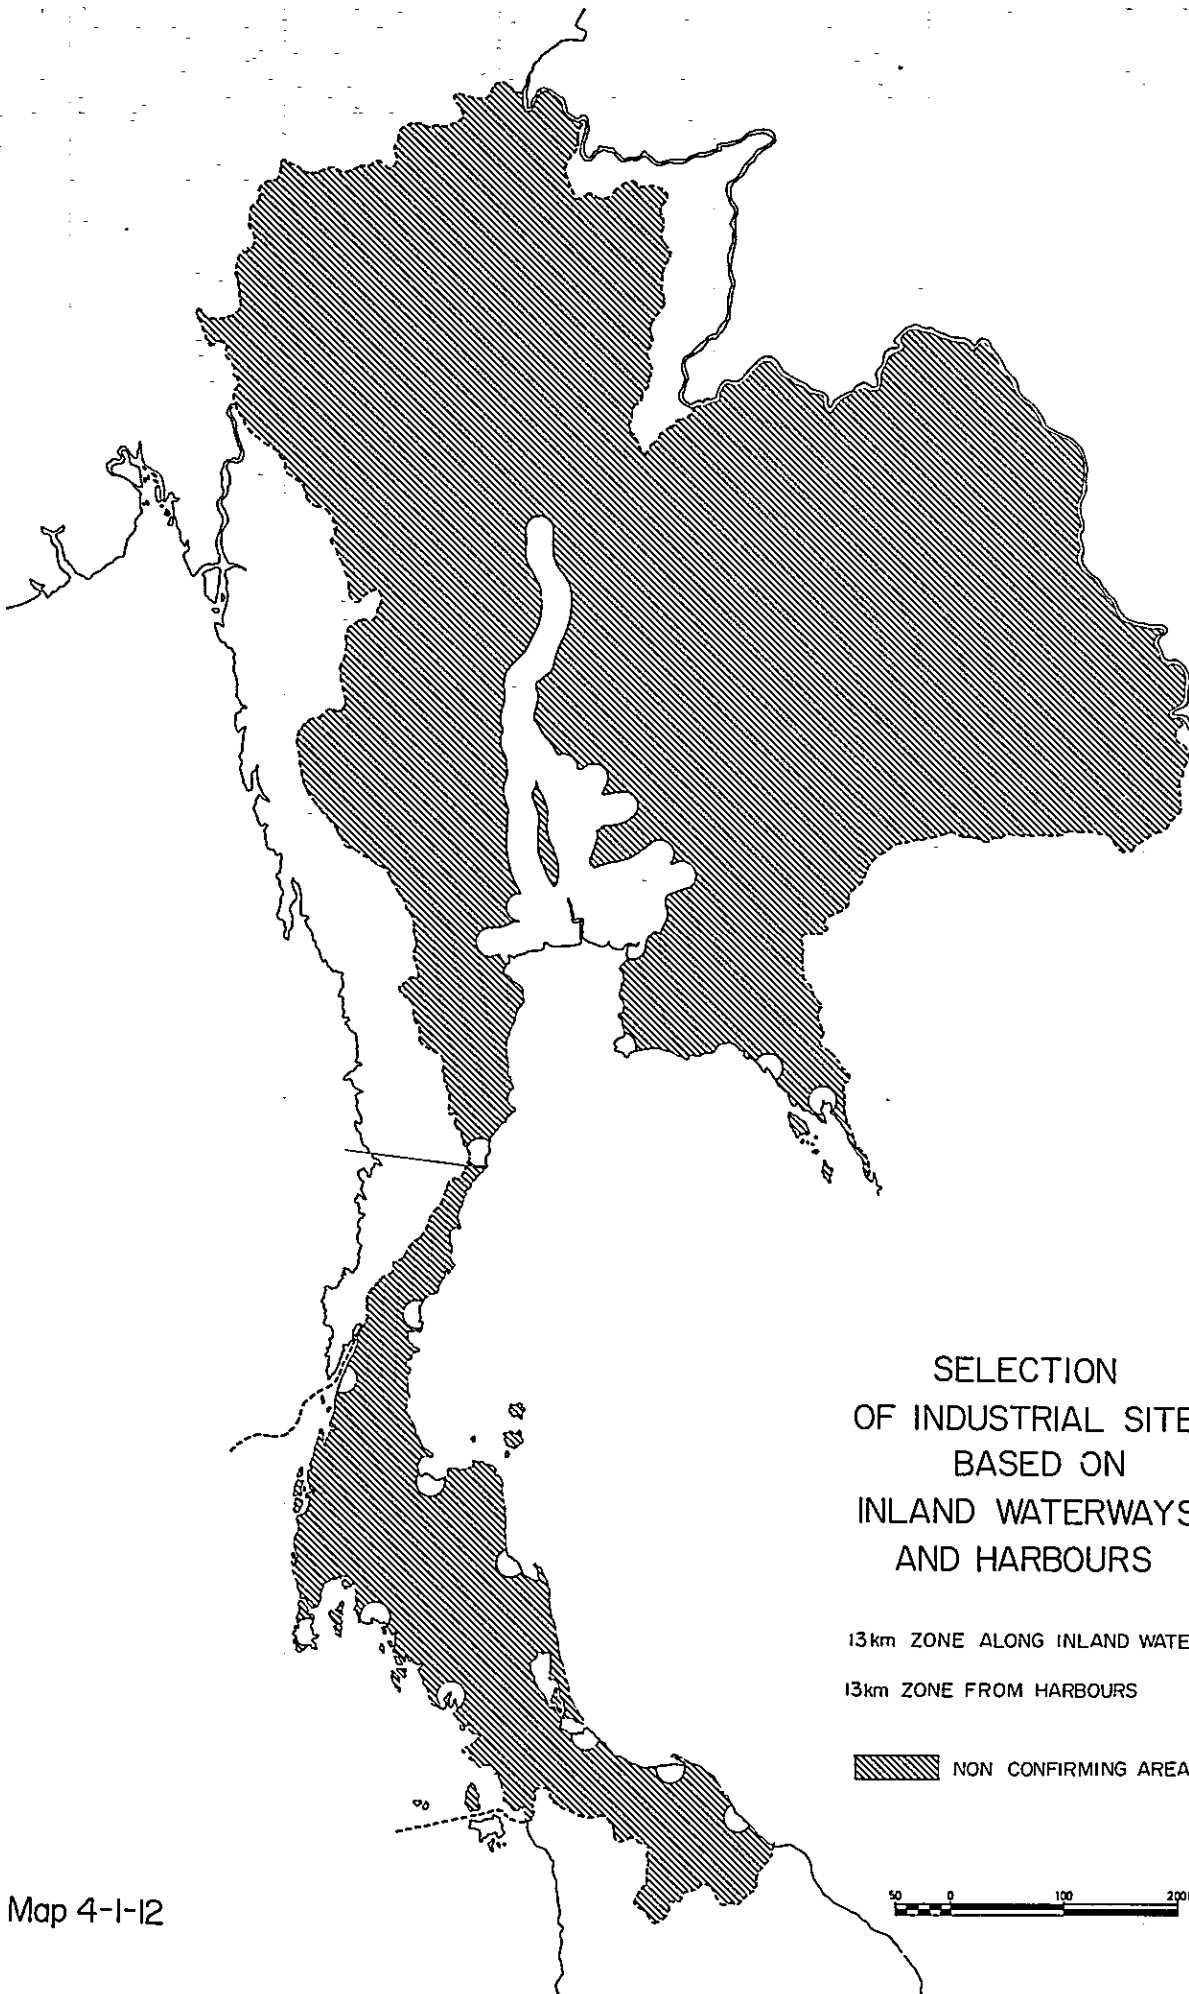 SELECTION
OF INDUSTRIAL SITE
BASED ON
INLAND WATERWAYS
AND HARBOURS
13km ZONE ALONG INLAND WATE
13km ZONE FROM HARBOURS
NON CONFIRMING AREA
50 0 100 200
Map 4-1-12